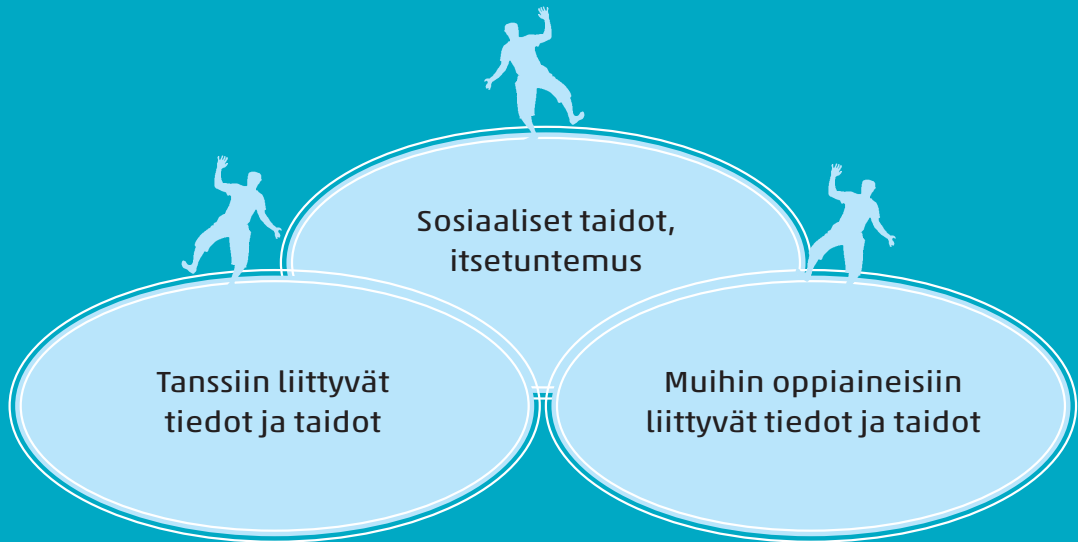 Sosiaaliset taidot,
itsetuntemus
Tanssiin liittyvät
tiedot ja taidot
Muihin oppiaineisiin
liittyvät tiedot ja taidot